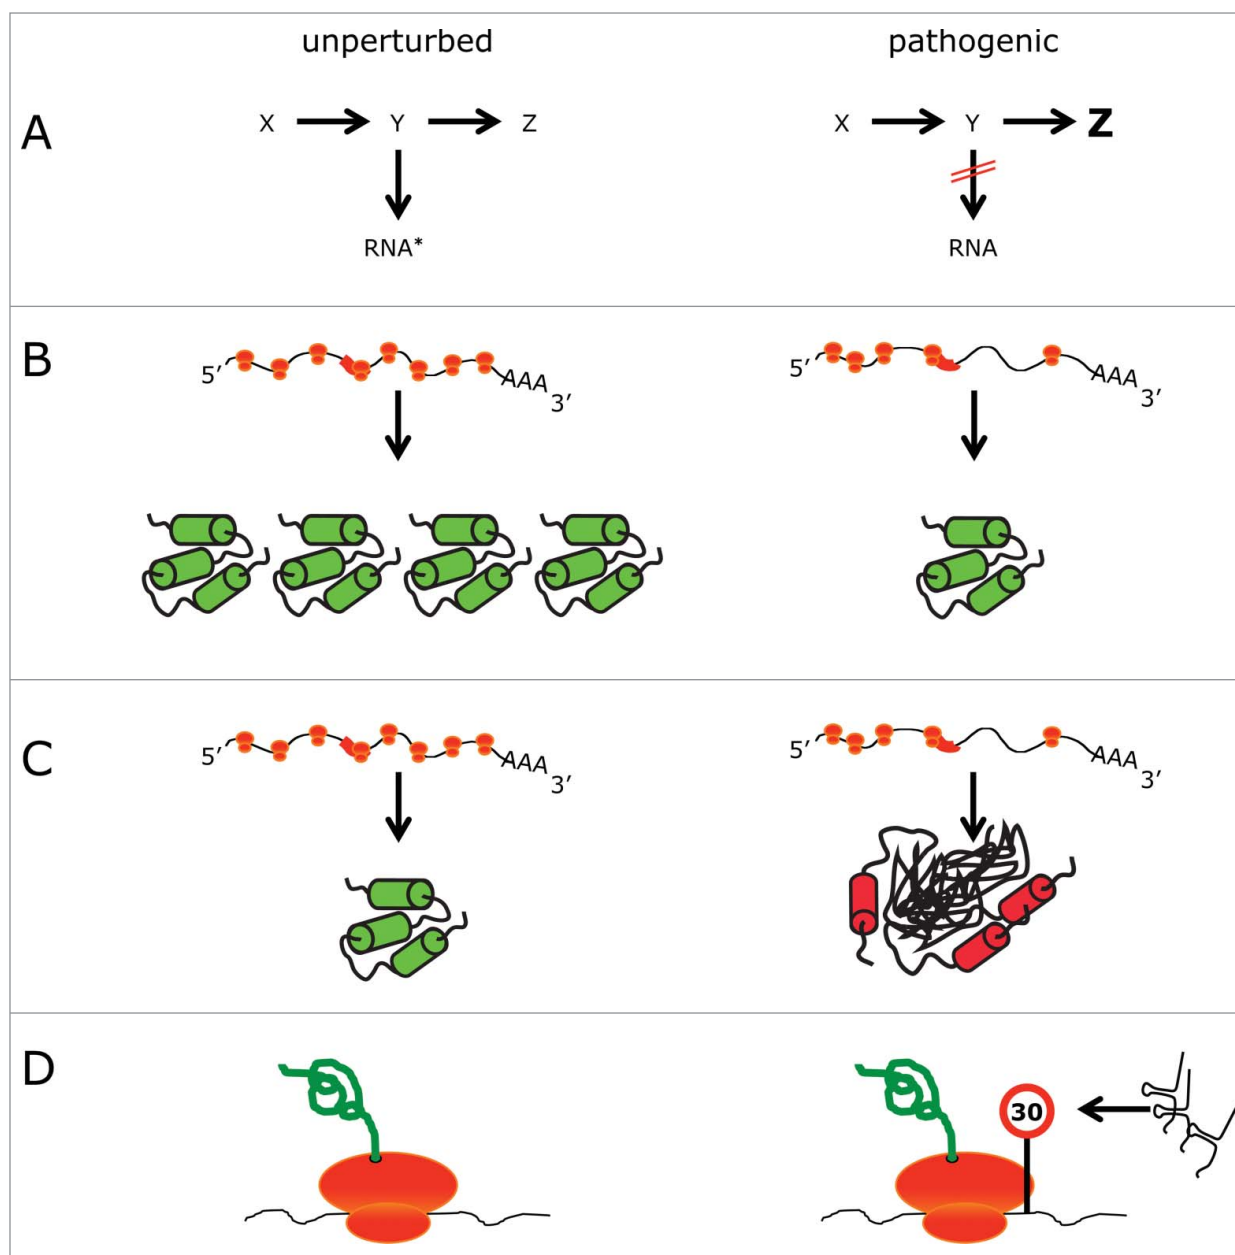 unperturbed pathogenic
A
X Y Z X Y Z
RNA* RNA
B
5′ AAA 3′ 5′ AAA 3′
C
5′ AAA 3′ 5′ AAA 3′
D
30